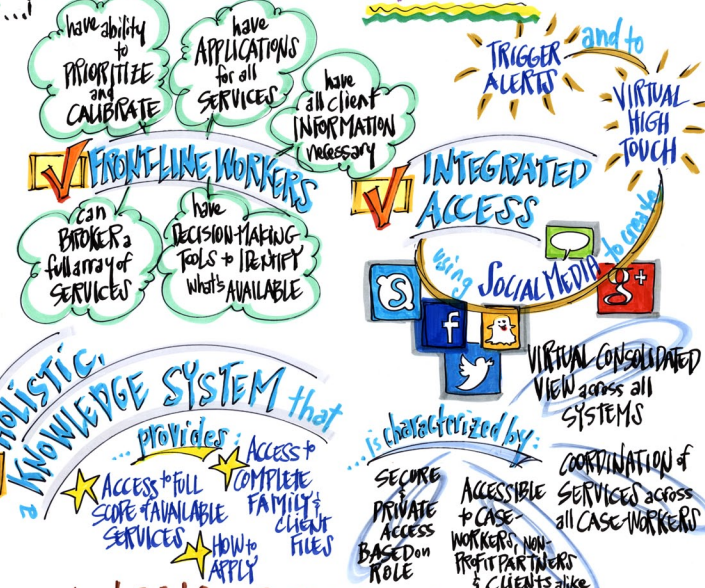 have ability
to
PRIORITIZE
and
CALIBRATE
have
APPLICATIONS
for all
SERVICES
have
all client
INFORMATION
necessary
FRONT-LINE WORKERS
can
BROKER a
full array of
SERVICES
have
DECISION-MAKING
TOOLS to IDENTIFY
what's AVAILABLE
TRIGGER
ALERTS
and to
VIRTUAL
HIGH
TOUCH
INTEGRATED
ACCESS
using SOCIAL MEDIA to create
S
g+
f
HOLISTIC,
a KNOWLEDGE SYSTEM that
... provides:
ACCESS to FULL
SCOPE of AVAILABLE
SERVICES
ACCESS to
COMPLETE
FAMILY &
CLIENT
FILES
HOW to
APPLY
... is characterized by:
SECURE
&
PRIVATE
ACCESS
BASED on
ROLE
ACCESSIBLE
to CASE-
WORKERS, NON-
PROFIT PARTNERS
& CLIENTS alike
VIRTUAL CONSOLIDATED
VIEW across all
SYSTEMS
COORDINATION of
SERVICES across
all CASE-WORKERS